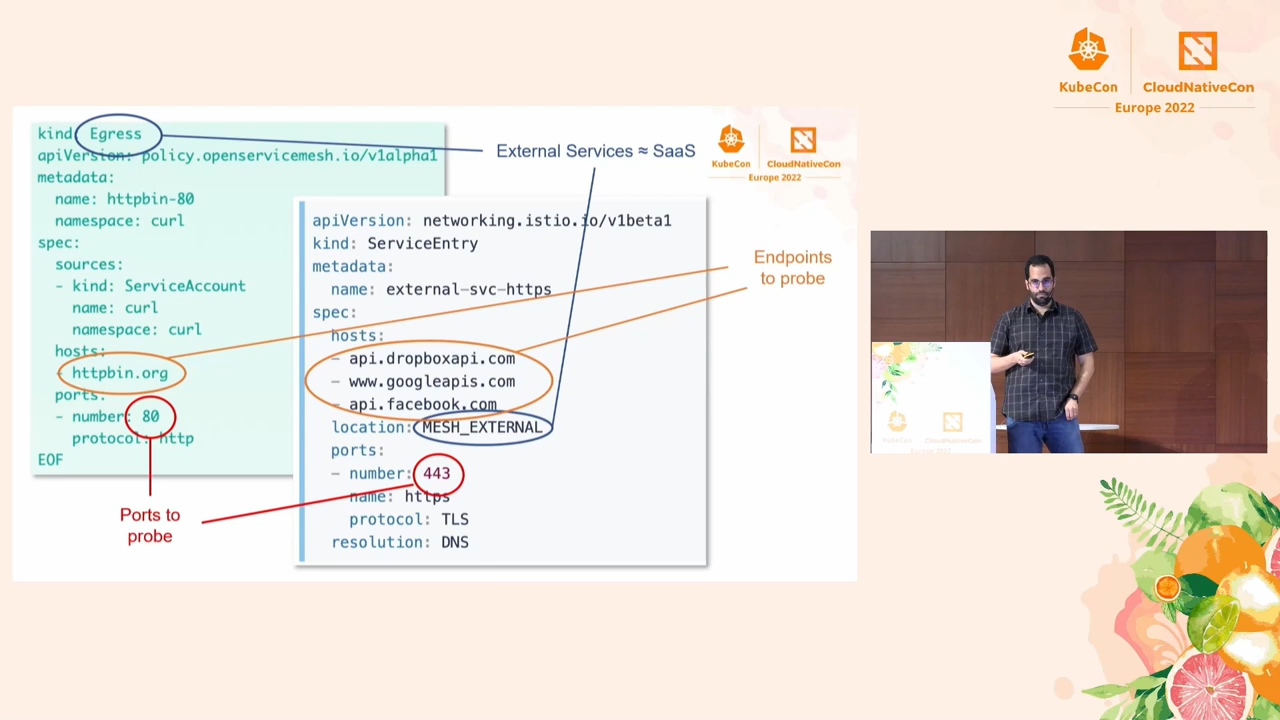 KubeCon
CloudNativeCon
Europe 2022
kind: Egress
apiVersion: policy.openservicemesh.io/v1alpha1
metadata:
name: httpbin-80
namespace: curl
spec:
sources:
- kind: ServiceAccount
name: curl
namespace: curl
hosts:
- httpbin.org
ports:
- number: 80
protocol: http
EOF
External Services ≈ SaaS
KubeCon
CloudNativeCon
Europe 2022
apiVersion: networking.istio.io/v1beta1
kind: ServiceEntry
metadata:
name: external-svc-https
spec:
hosts:
- api.dropboxapi.com
- www.googleapis.com
- api.facebook.com
location: MESH_EXTERNAL
ports:
- number: 443
name: https
protocol: TLS
resolution: DNS
Endpoints
to probe
Ports to
probe
KubeCon
CloudNativeCon
Europe 2022